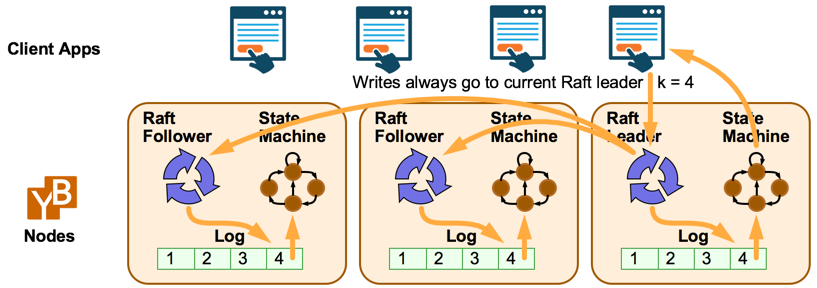 Client Apps
Writes always go to current Raft leader k = 4
Raft Follower
State Machine
Raft Follower
State Machine
Raft Leader
State Machine
YB
Nodes
Log
1 2 3 4
Log
1 2 3 4
Log
1 2 3 4